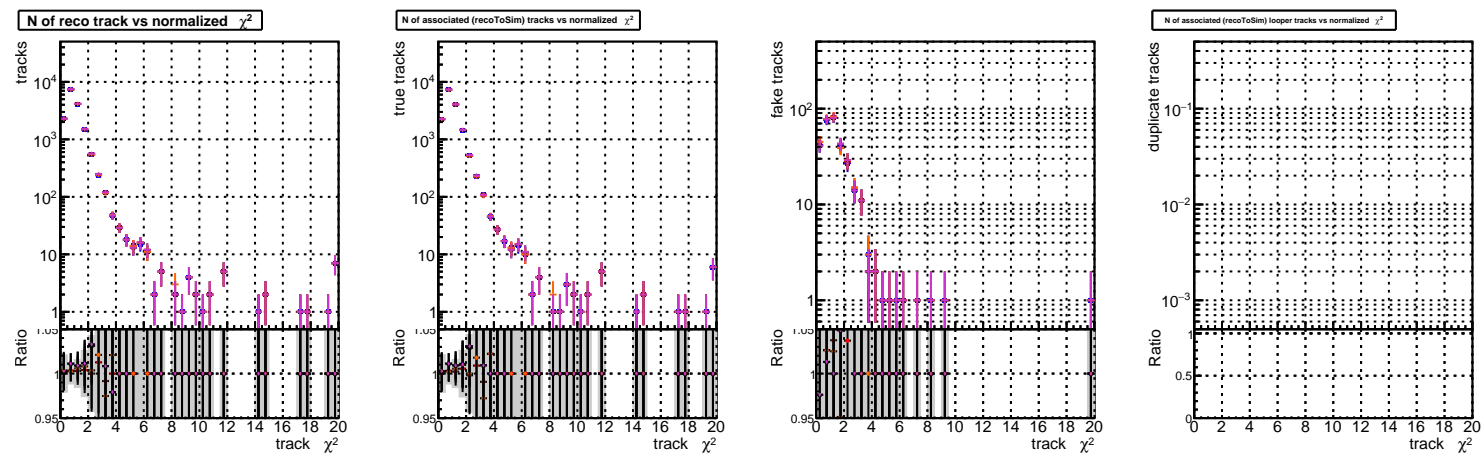 N of reco track vs normalized χ²
tracks
10⁴
10³
10²
10
1
Ratio
1.05
1
0.95
0 2 4 6 8 10 12 14 16 18 20
track χ²
N of associated (recoToSim) tracks vs normalized χ²
true tracks
10⁴
10³
10²
10
1
Ratio
1.05
1
0.95
0 2 4 6 8 10 12 14 16 18 20
track χ²
fake tracks
10²
10
1
Ratio
1.05
1
0.95
0 2 4 6 8 10 12 14 16 18 20
track χ²
N of associated (recoToSim) looper tracks vs normalized χ²
duplicate tracks
10⁻¹
10⁻²
10⁻³
Ratio
1
0.5
0
0 2 4 6 8 10 12 14 16 18 20
track χ²